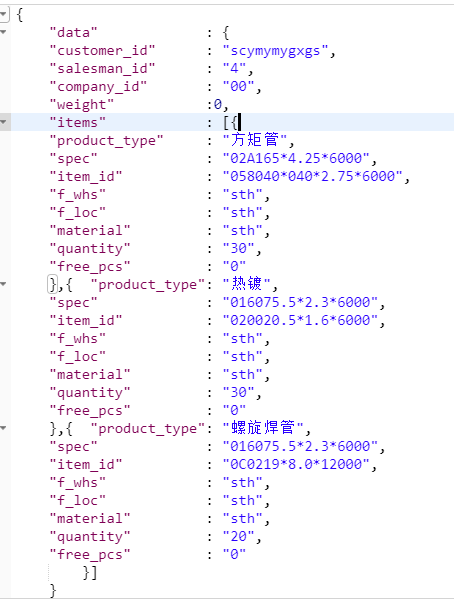 {
"data" : {
"customer_id" : "scymymygxgs",
"salesman_id" : "4",
"company_id" : "00",
"weight" :0,
"items" : [{
"product_type" : "方矩管",
"spec" : "02A165*4.25*6000",
"item_id" : "058040*040*2.75*6000",
"f_whs" : "sth",
"f_loc" : "sth",
"material" : "sth",
"quantity" : "30",
"free_pcs" : "0"
},{ "product_type": "热镀",
"spec" : "016075.5*2.3*6000",
"item_id" : "020020.5*1.6*6000",
"f_whs" : "sth",
"f_loc" : "sth",
"material" : "sth",
"quantity" : "30",
"free_pcs" : "0"
},{ "product_type": "螺旋焊管",
"spec" : "016075.5*2.3*6000",
"item_id" : "0C0219*8.0*12000",
"f_whs" : "sth",
"f_loc" : "sth",
"material" : "sth",
"quantity" : "20",
"free_pcs" : "0"
}]
}